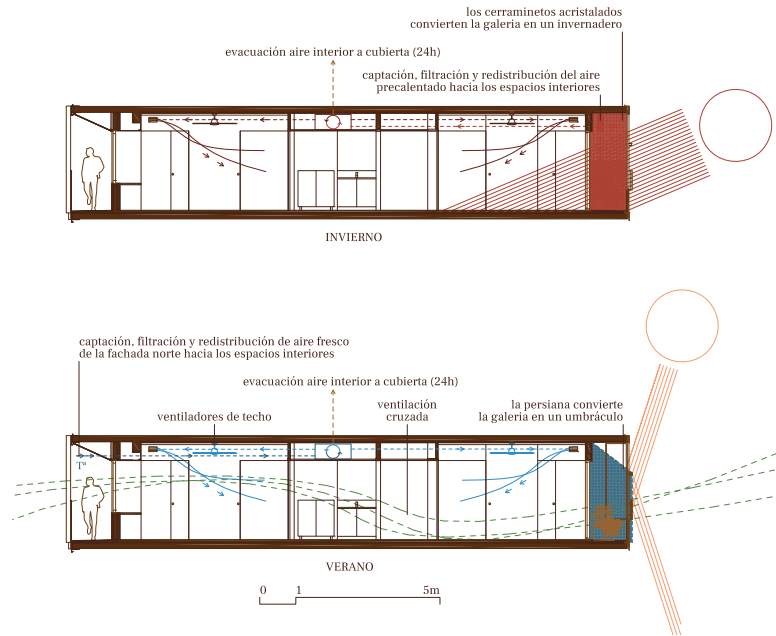 los cerraminetos acristalados
convierten la galeria en un invernadero
evacuación aire interior a cubierta (24h)
captación, filtración y redistribución del aire
precalentado hacia los espacios interiores
INVIERNO
captación, filtración y redistribución de aire fresco
de la fachada norte hacia los espacios interiores
evacuación aire interior a cubierta (24h)
ventiladores de techo
ventilación
cruzada
la persiana convierte
la galeria en un umbráculo
Tª
VERANO
0 1 5m